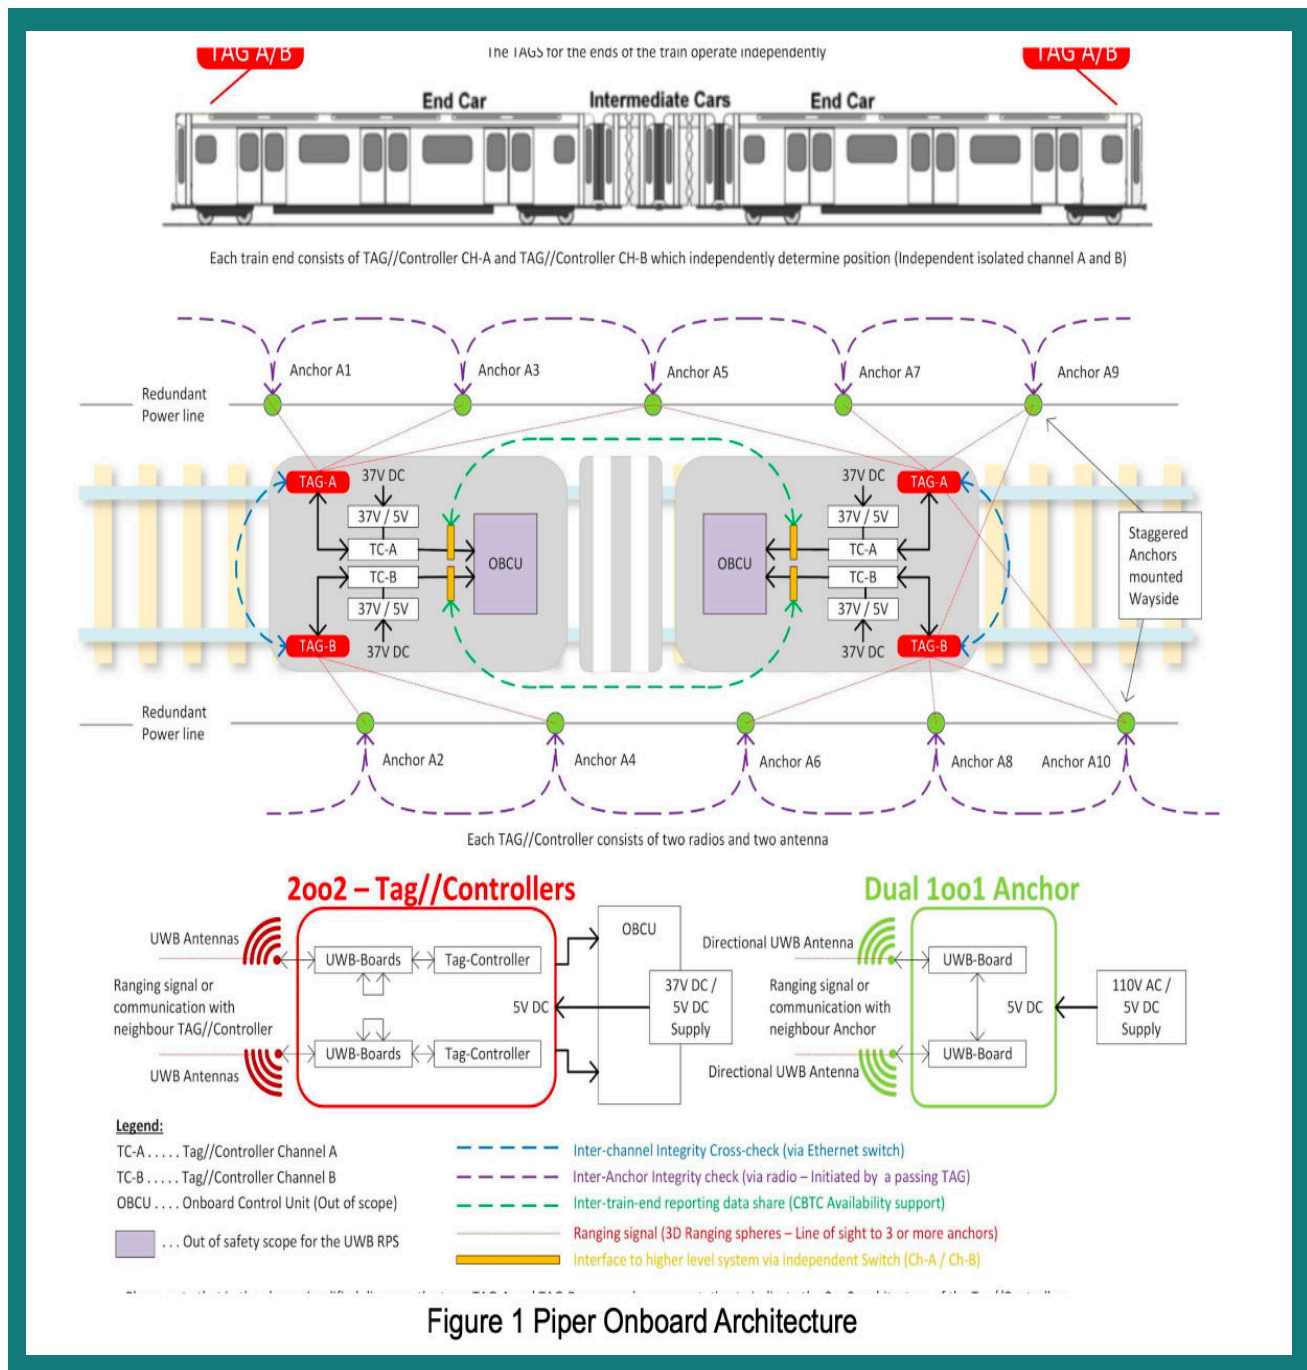 TAG A/B
The TAGS for the ends of the train operate independently
TAG A/B
End Car
Intermediate Cars
End Car
Each train end consists of TAG//Controller CH-A and TAG//Controller CH-B which independently determine position (Independent isolated channel A and B)
Anchor A1
Anchor A3
Anchor A5
Anchor A7
Anchor A9
Redundant
Power line
TAG-A
37V DC
37V DC
TAG-A
37V / 5V
37V / 5V
TC-A
TC-A
OBCU
OBCU
TC-B
TC-B
37V / 5V
37V / 5V
TAG-B
37V DC
37V DC
TAG-B
Staggered
Anchors
mounted
Wayside
Redundant
Power line
Anchor A2
Anchor A4
Anchor A6
Anchor A8
Anchor A10
Each TAG//Controller consists of two radios and two antenna
2oo2 – Tag//Controllers
UWB Antennas
UWB-Boards
Tag-Controller
OBCU
Ranging signal or
communication with
neighbour TAG//Controller
5V DC
37V DC /
5V DC
Supply
UWB-Boards
Tag-Controller
UWB Antennas
Dual 1oo1 Anchor
Directional UWB Antenna
UWB-Board
Ranging signal or
communication with
neighbour Anchor
5V DC
110V AC /
5V DC
Supply
UWB-Board
Directional UWB Antenna
Legend:
TC-A . . . . . Tag//Controller Channel A
TC-B . . . . . Tag//Controller Channel B
OBCU . . . . Onboard Control Unit (Out of scope)
. . . Out of safety scope for the UWB RPS
Inter-channel Integrity Cross-check (via Ethernet switch)
Inter-Anchor Integrity check (via radio – Initiated by a passing TAG)
Inter-train-end reporting data share (CBTC Availability support)
Ranging signal (3D Ranging spheres – Line of sight to 3 or more anchors)
Interface to higher level system via independent Switch (Ch-A / Ch-B)
Figure 1 Piper Onboard Architecture